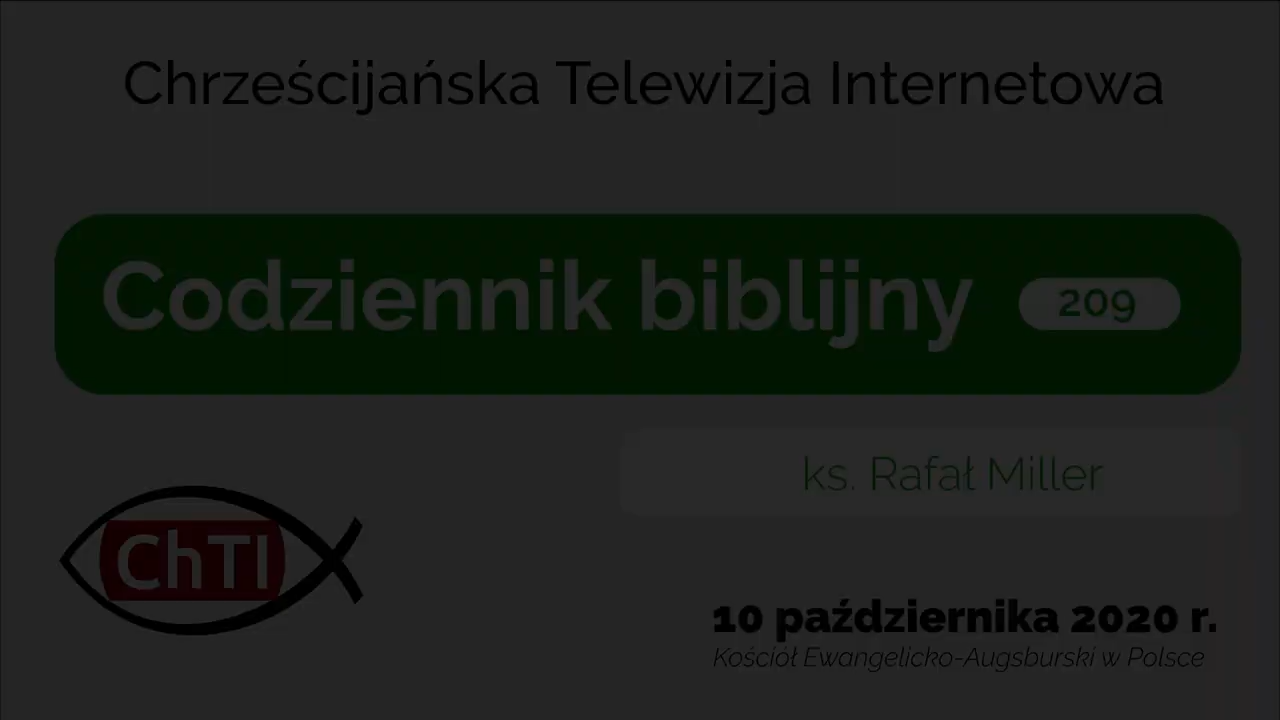 Chrześcijańska Telewizja Internetowa
Codziennik biblijny 209
ks. Rafał Miller
ChTI
10 października 2020 r.
Kościół Ewangelicko-Augsburski w Polsce